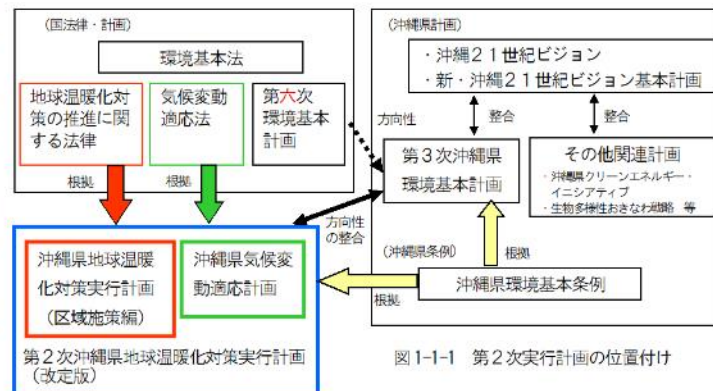 (国法律・計画)
環境基本法
地球温暖化対
策の推進に関
する法律
気候変動
適応法
第六次
環境基本
計画
根拠
根拠
(沖縄県計画)
・沖縄21世紀ビジョン
・新・沖縄21世紀ビジョン基本計画
方向性
整合
整合
第3次沖縄県
環境基本計画
その他関連計画
・沖縄県クリーンエネルギー・
イニシアティブ
・生物多様性おきなわ戦略 等
方向性
の整合
(沖縄県条例)
根拠
根拠
沖縄県環境基本条例
沖縄県地球温暖
化対策実行計画
(区域施策編)
沖縄県気候変
動適応計画
第2次沖縄県地球温暖化対策実行計画
(改定版)
図1-1-1 第2次実行計画の位置付け